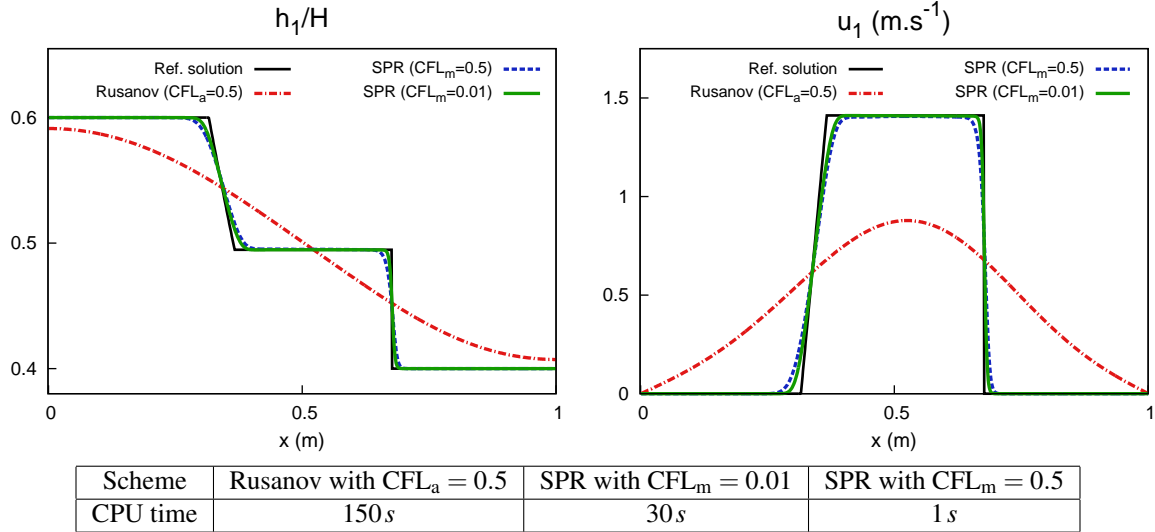 h₁/H
Ref. solution
Rusanov (CFLₐ=0.5)
SPR (CFLₘ=0.5)
SPR (CFLₘ=0.01)
0.6
0.5
0.4
0
0.5
1
x (m)
u₁ (m.s⁻¹)
Ref. solution
Rusanov (CFLₐ=0.5)
SPR (CFLₘ=0.5)
SPR (CFLₘ=0.01)
1.5
1
0.5
0
0
0.5
1
x (m)
Scheme Rusanov with CFLₐ = 0.5 SPR with CFLₘ = 0.01 SPR with CFLₘ = 0.5
CPU time 150s 30s 1s